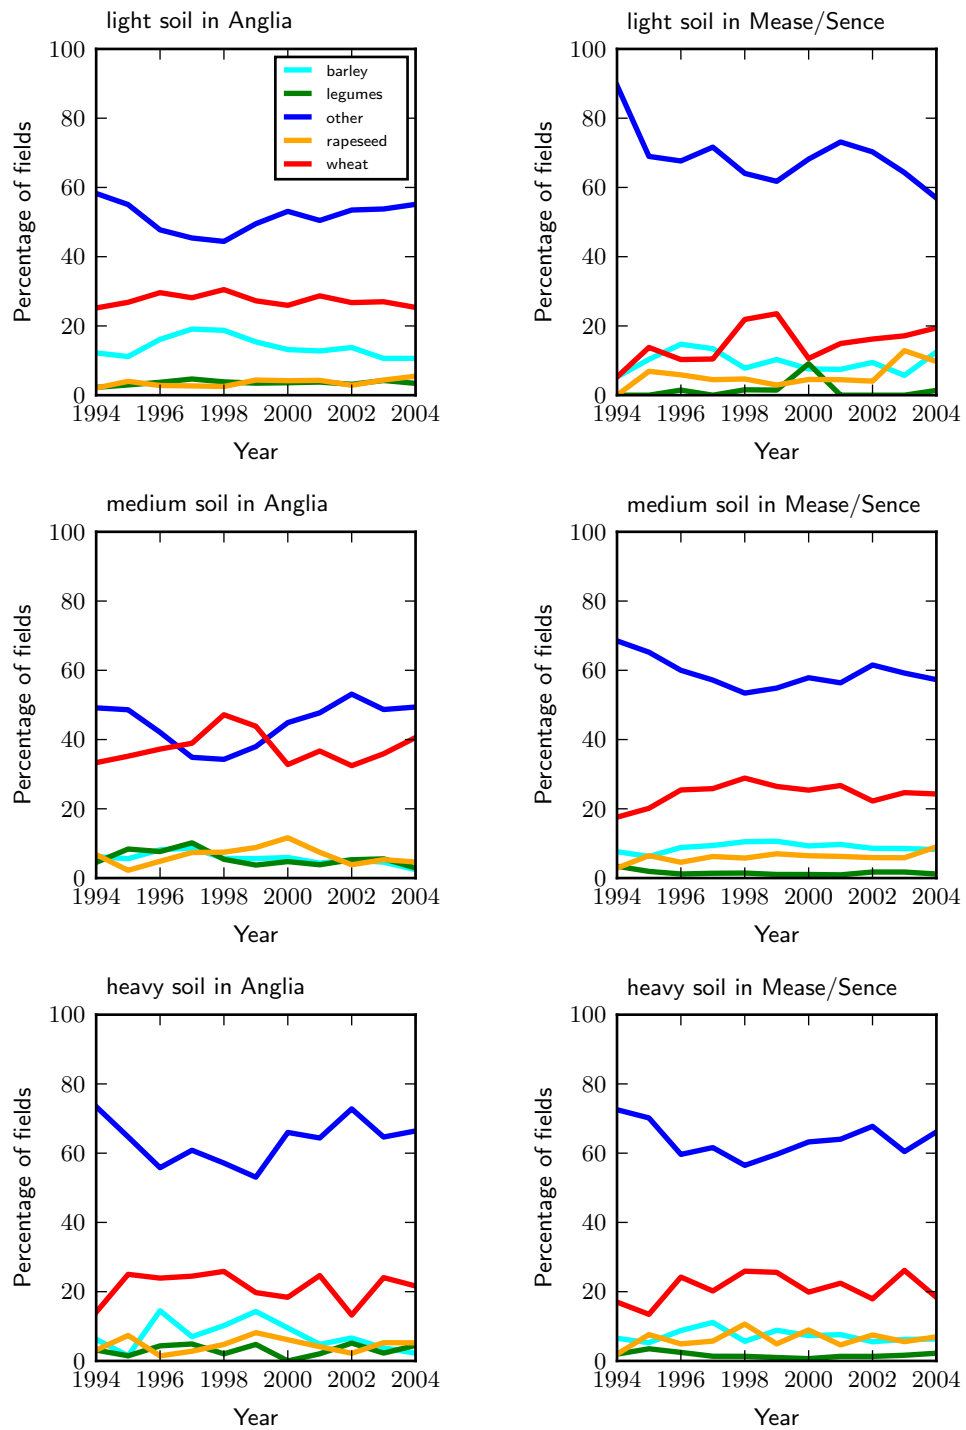 light soil in Anglia
100
80
60
40
20
0
Percentage of fields
barley
legumes
other
rapeseed
wheat
1994 1996 1998 2000 2002 2004
Year
light soil in Mease/Sence
100
80
60
40
20
0
Percentage of fields
1994 1996 1998 2000 2002 2004
Year
medium soil in Anglia
100
80
60
40
20
0
Percentage of fields
1994 1996 1998 2000 2002 2004
Year
medium soil in Mease/Sence
100
80
60
40
20
0
Percentage of fields
1994 1996 1998 2000 2002 2004
Year
heavy soil in Anglia
100
80
60
40
20
0
Percentage of fields
1994 1996 1998 2000 2002 2004
Year
heavy soil in Mease/Sence
100
80
60
40
20
0
Percentage of fields
1994 1996 1998 2000 2002 2004
Year